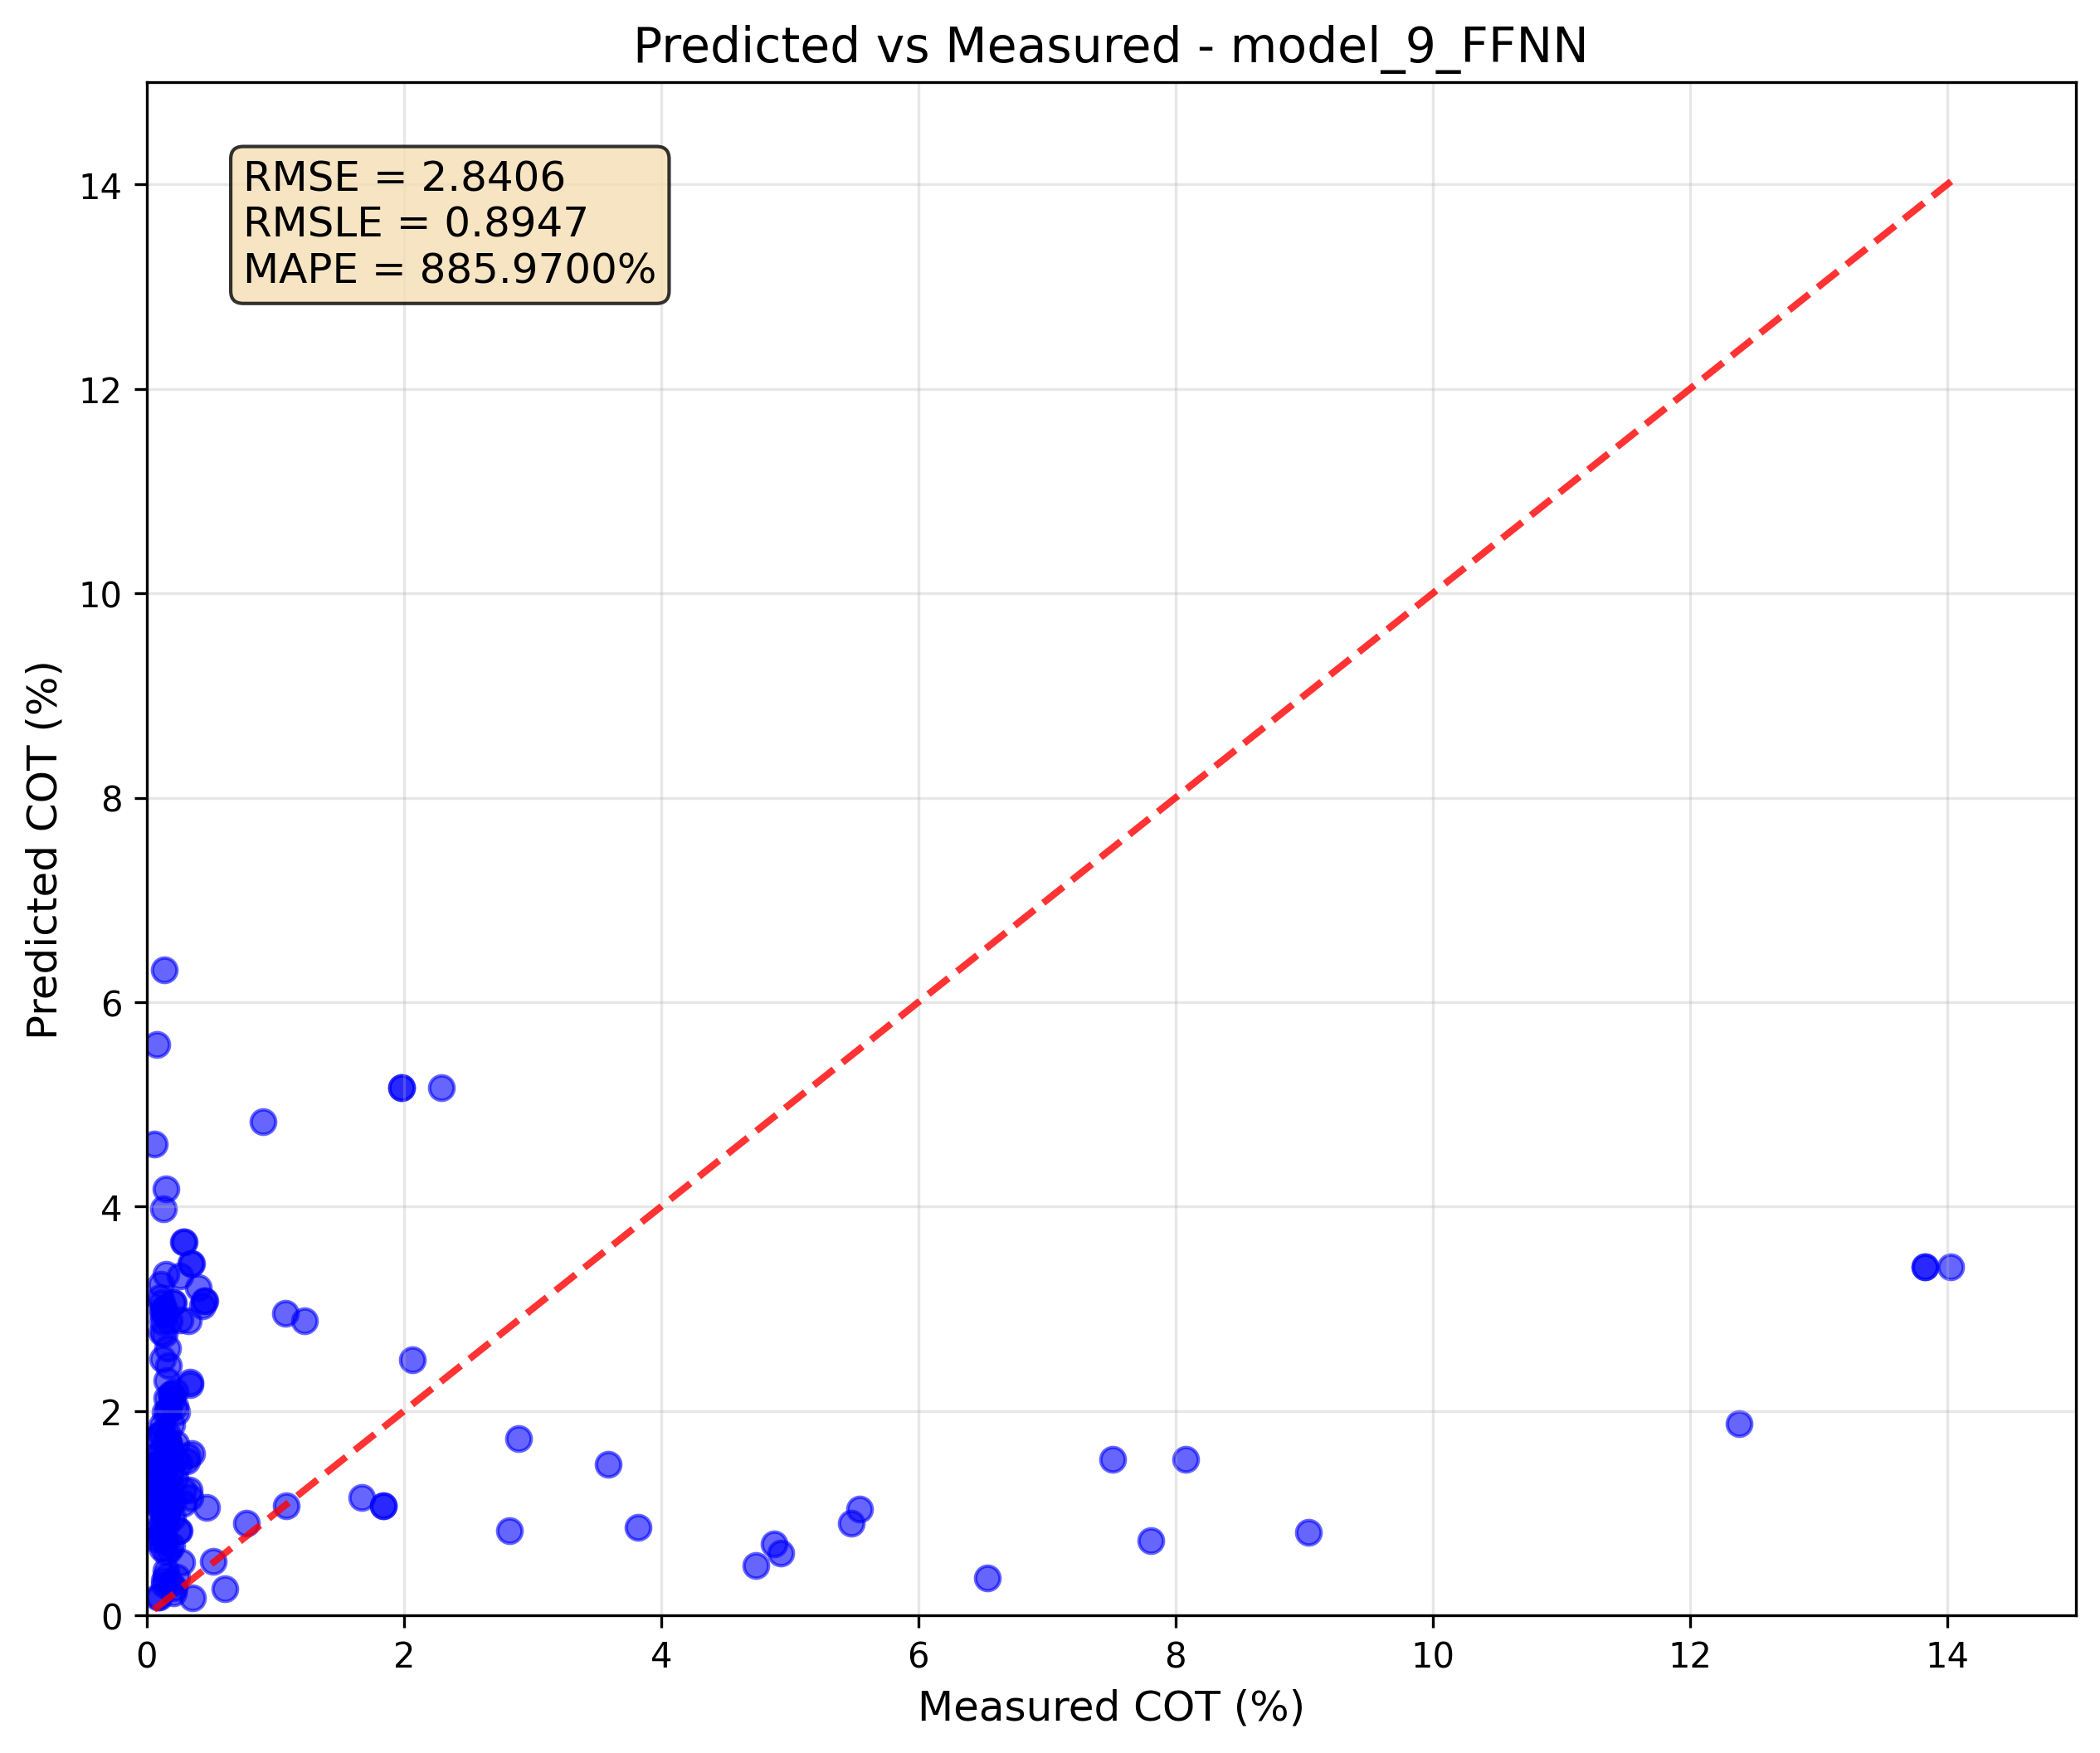 Predicted vs Measured - model_9_FFNN
RMSE = 2.8406
RMSLE = 0.8947
MAPE = 885.9700%
Predicted COT (%)
14
12
10
8
6
4
2
0
0 2 4 6 8 10 12 14
Measured COT (%)